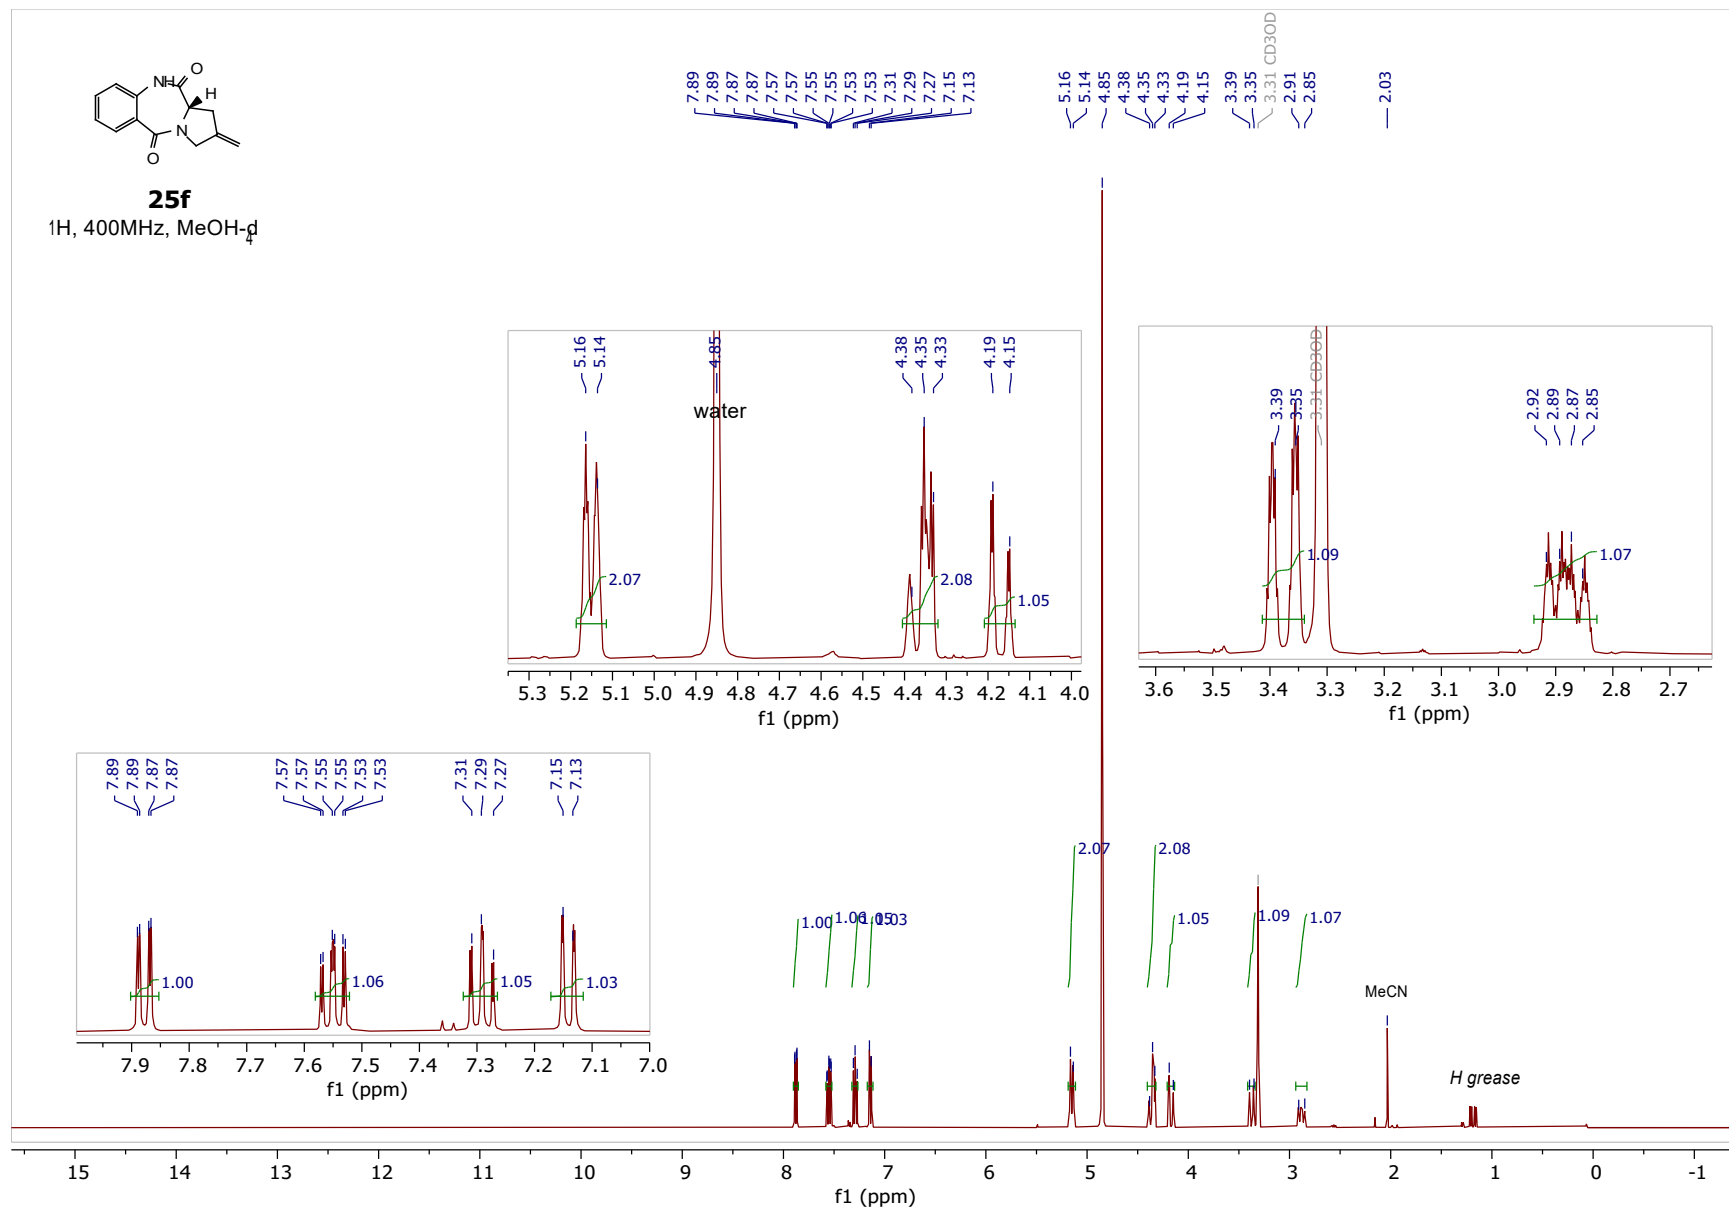 NH
O
H
N
O
25f
1H, 400MHz, MeOH-d4
7.89 7.89 7.87 7.87 7.57 7.57 7.55 7.55 7.53 7.53 7.31 7.29 7.27 7.15 7.13 5.16 5.14 4.85 4.38 4.35 4.33 4.19 4.15 3.39 3.35 3.31 CD3OD 2.91 2.85 2.03
5.16 5.14 4.85 4.38 4.35 4.33 4.19 4.15
water
2.07 2.08 1.05
5.3 5.2 5.1 5.0 4.9 4.8 4.7 4.6 4.5 4.4 4.3 4.2 4.1 4.0
f1 (ppm)
3.39 3.35 3.31 CD3OD 2.92 2.89 2.87 2.85
1.09 1.07
3.6 3.5 3.4 3.3 3.2 3.1 3.0 2.9 2.8 2.7
f1 (ppm)
7.89 7.89 7.87 7.87 7.57 7.57 7.55 7.55 7.53 7.53 7.31 7.29 7.27 7.15 7.13
1.00 1.06 1.05 1.03
7.9 7.8 7.7 7.6 7.5 7.4 7.3 7.2 7.1 7.0
f1 (ppm)
2.07 2.08
1.00 1.06 1.05 1.03 1.05 1.09 1.07
MeCN
H grease
15 14 13 12 11 10 9 8 7 6 5 4 3 2 1 0 -1
f1 (ppm)